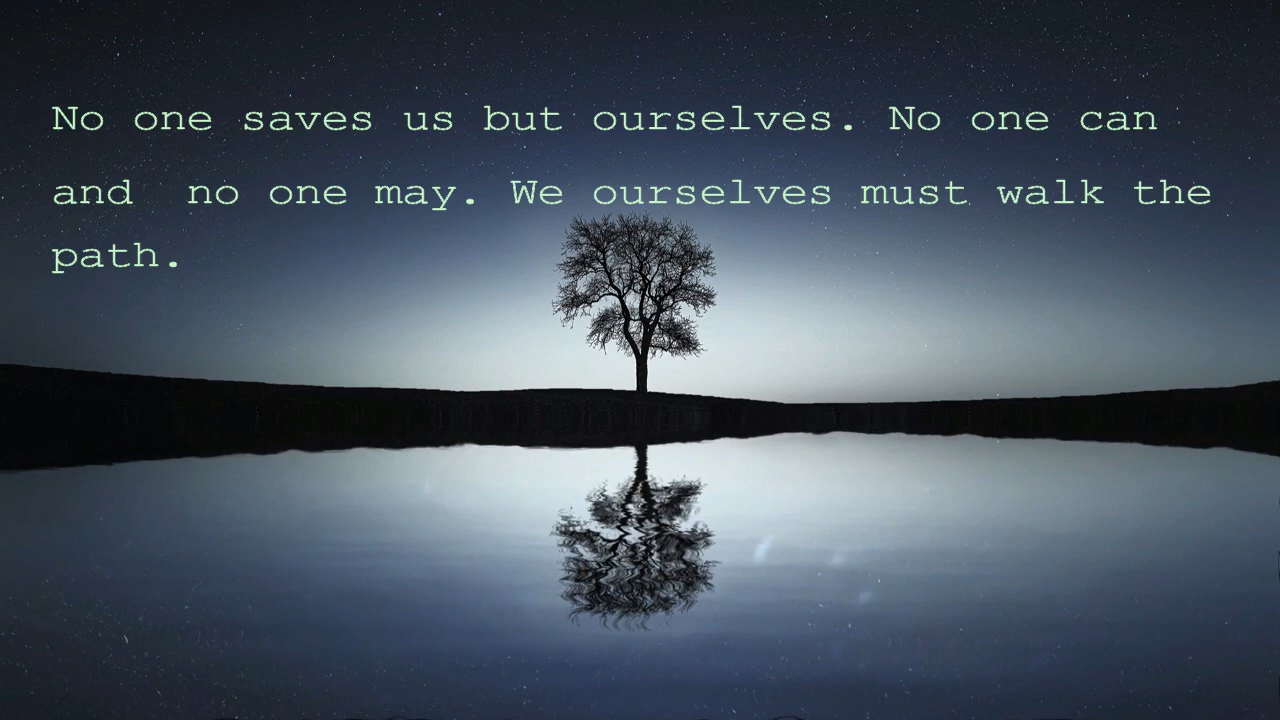 No one saves us but ourselves. No one can
and  no one may. We ourselves must walk the
path.